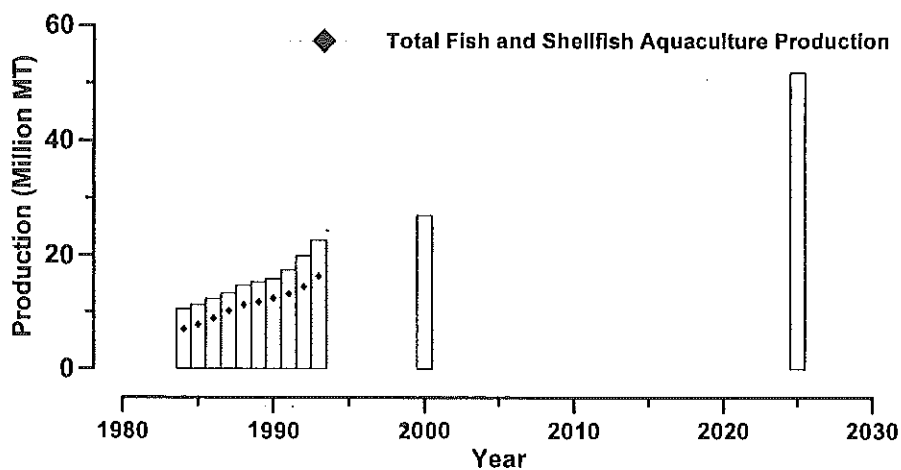 60
Total Fish and Shellfish Aquaculture Production
40
20
0
Production (Million MT)
1980 1990 2000 2010 2020 2030
Year